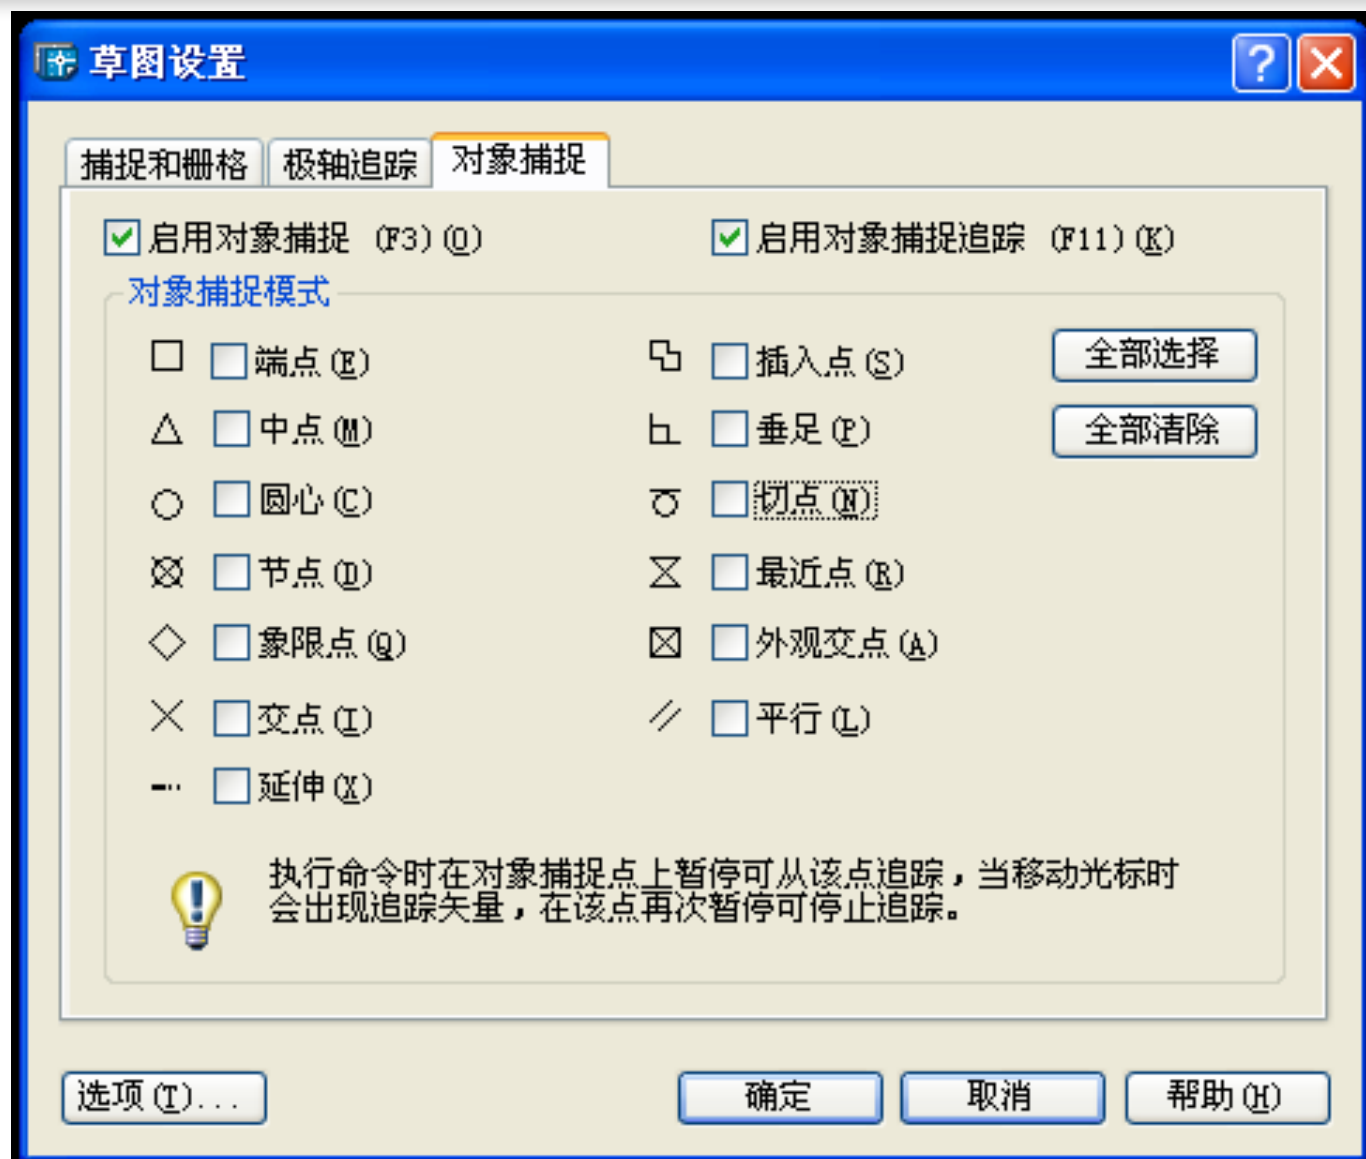 草图设置
捕捉和栅格 极轴追踪 对象捕捉
启用对象捕捉 (F3)(O) 启用对象捕捉追踪 (F11)(K)
对象捕捉模式
端点(E) 插入点(S) 全部选择
中点(M) 垂足(P) 全部清除
圆心(C) 切点(N)
节点(D) 最近点(R)
象限点(Q) 外观交点(A)
交点(I) 平行(L)
延伸(X)
执行命令时在对象捕捉点上暂停可从该点追踪，当移动光标时
会出现追踪矢量，在该点再次暂停可停止追踪。
选项(T)... 确定 取消 帮助(H)